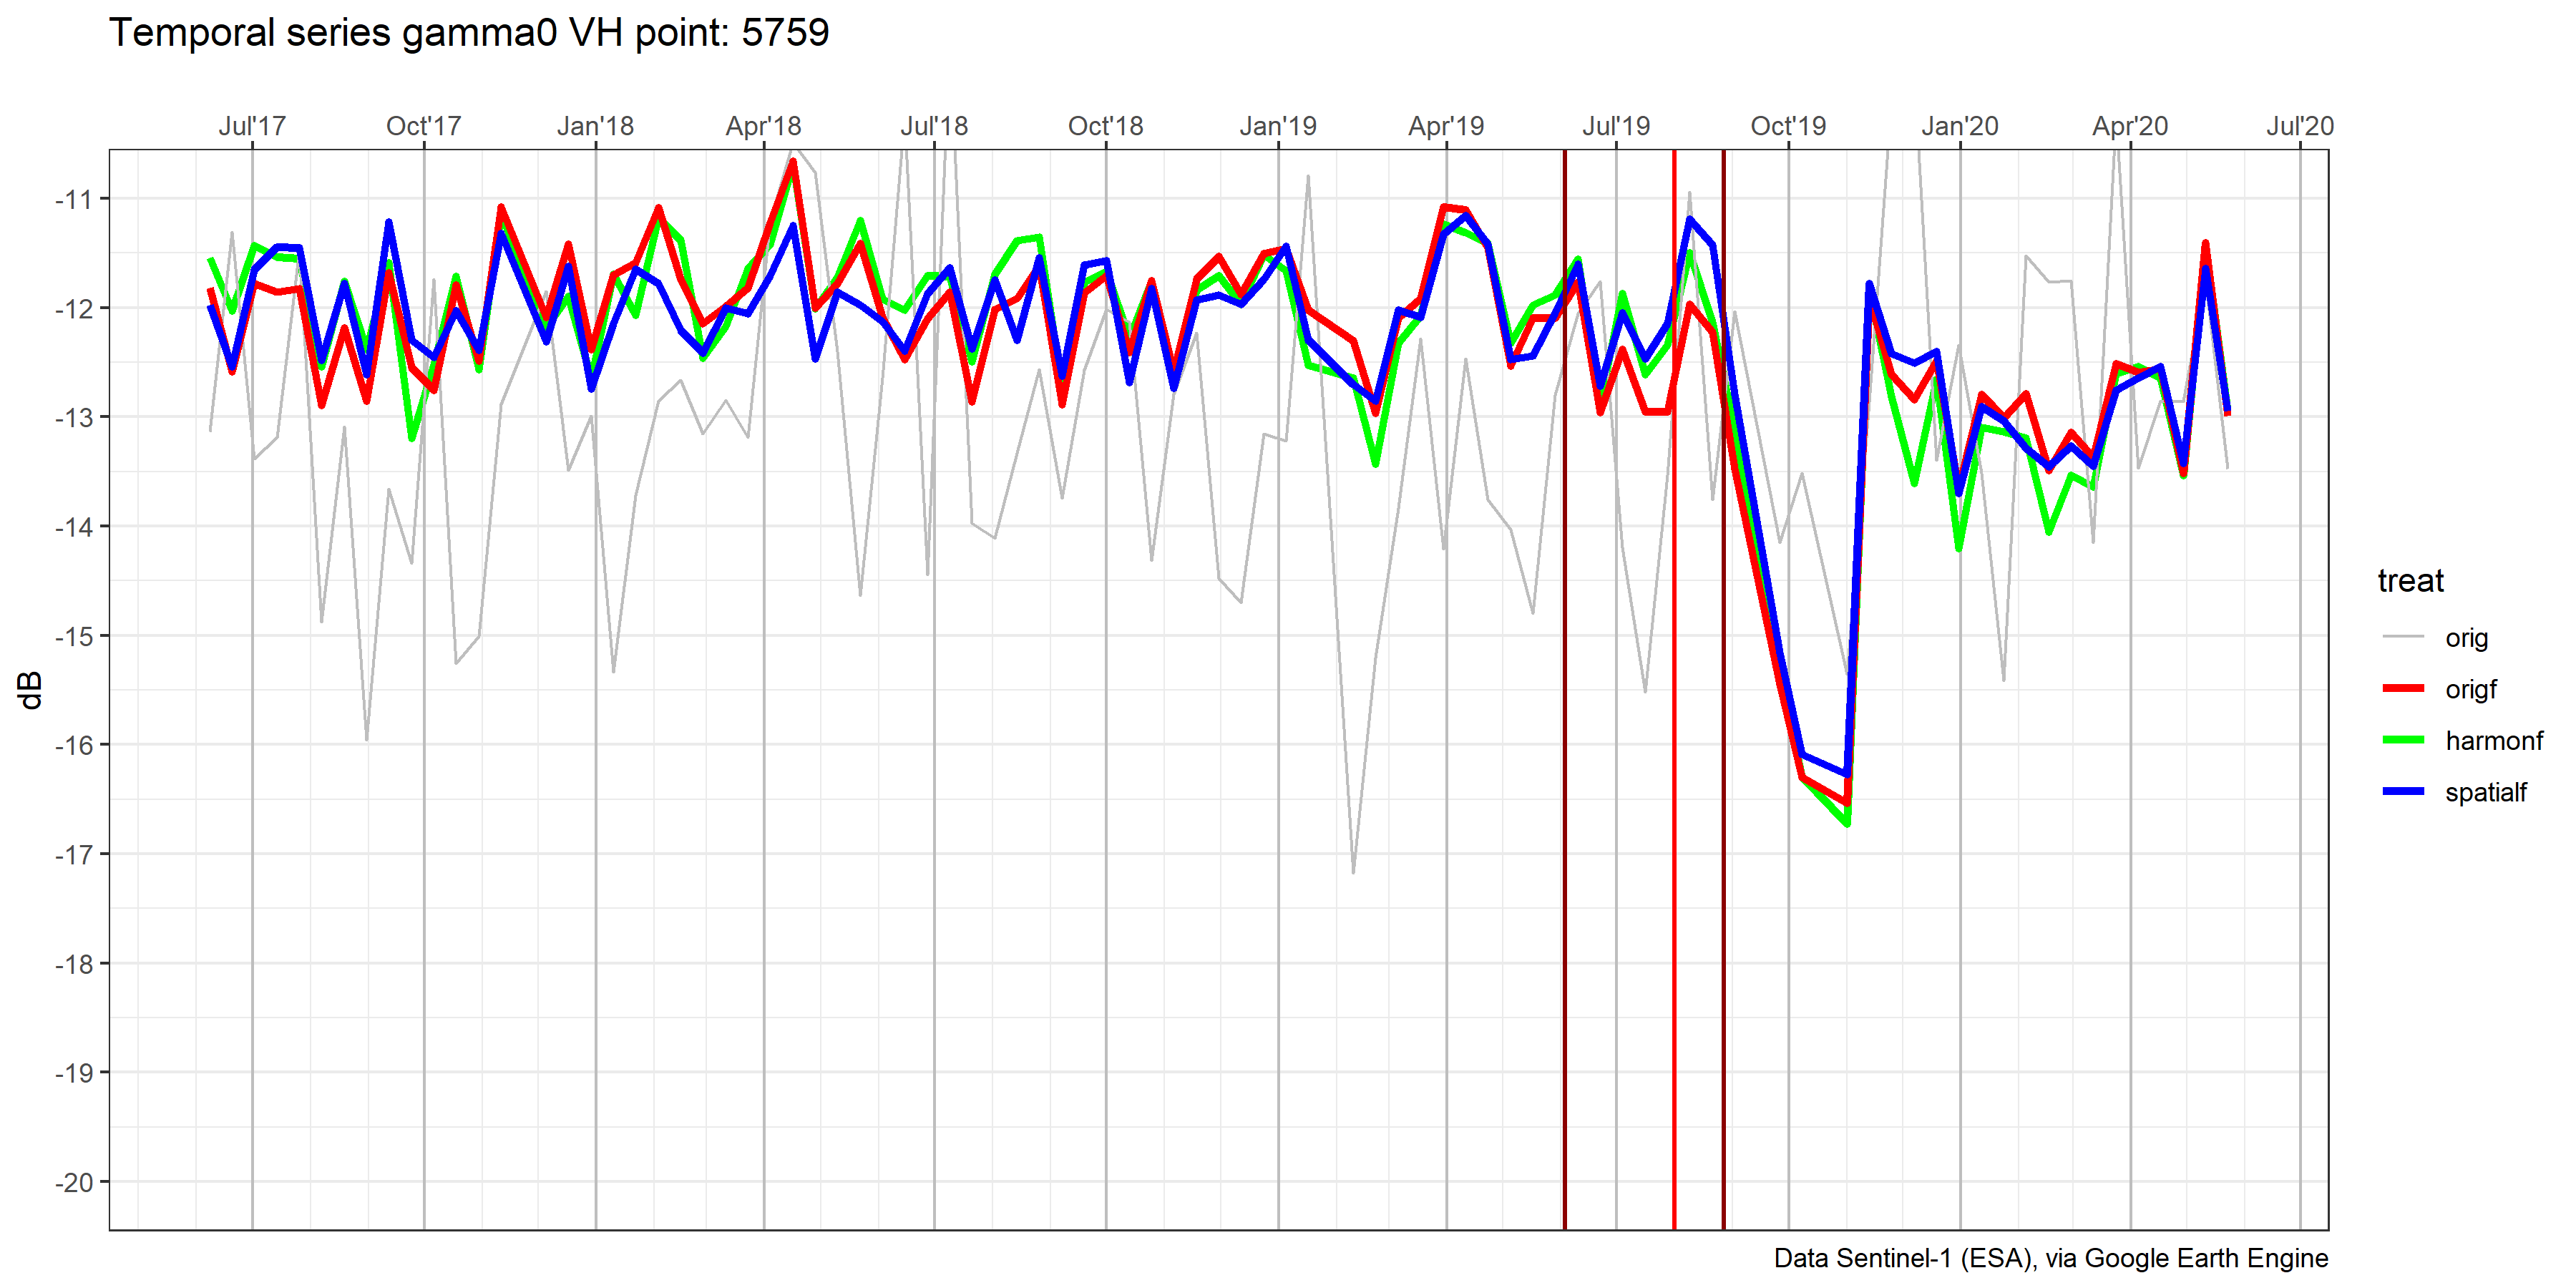 Temporal series gamma0 VH point: 5759
Jul'17 Oct'17 Jan'18 Apr'18 Jul'18 Oct'18 Jan'19 Apr'19 Jul'19 Oct'19 Jan'20 Apr'20 Jul'20
-11
-12
-13
-14
-15
-16
-17
-18
-19
-20
dB
treat
orig
origf
harmonf
spatialf
Data Sentinel-1 (ESA), via Google Earth Engine